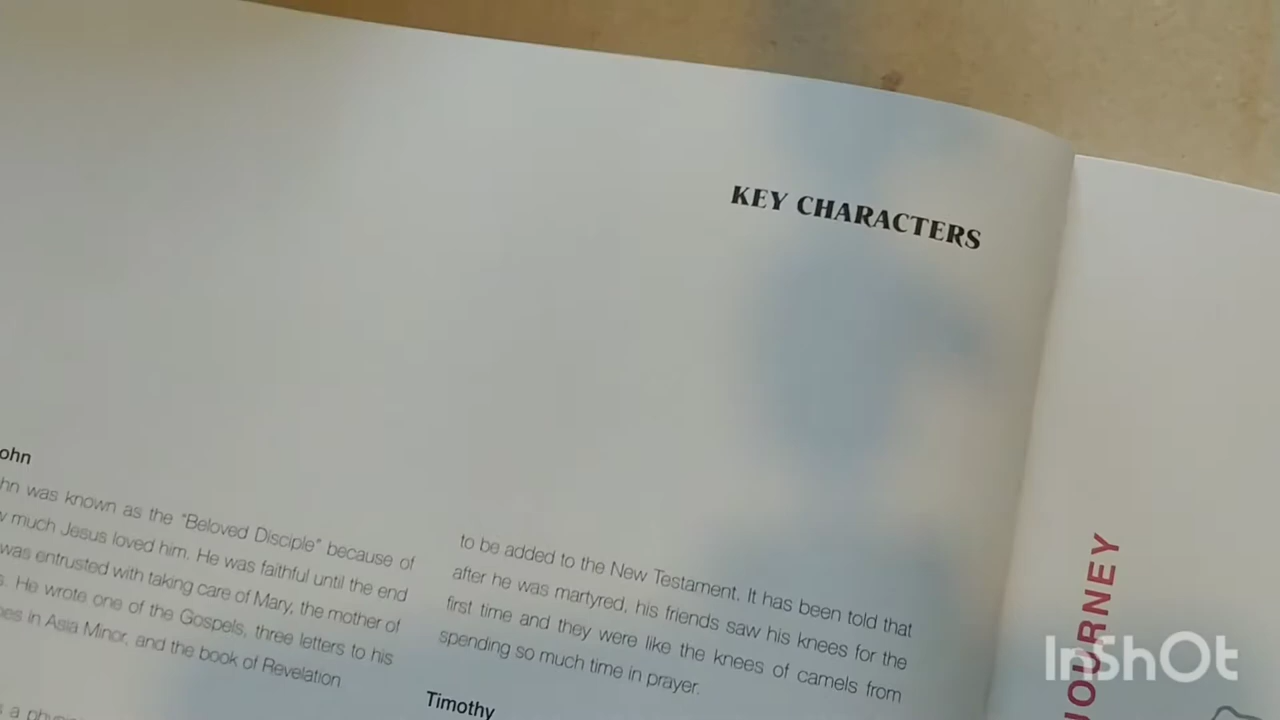 KEY CHARACTERS
ohn
hn was known as the “Beloved Disciple” because of
much Jesus loved him. He was faithful until the end
was entrusted with taking care of Mary, the mother of
s. He wrote one of the Gospels, three letters to his
hes in Asia Minor, and the book of Revelation
s a phys
to be added to the New Testament. It has been told that
after he was martyred, his friends saw his knees for the
first time and they were like the knees of camels from
spending so much time in prayer.
Timothy
JOURNEY
InShOt